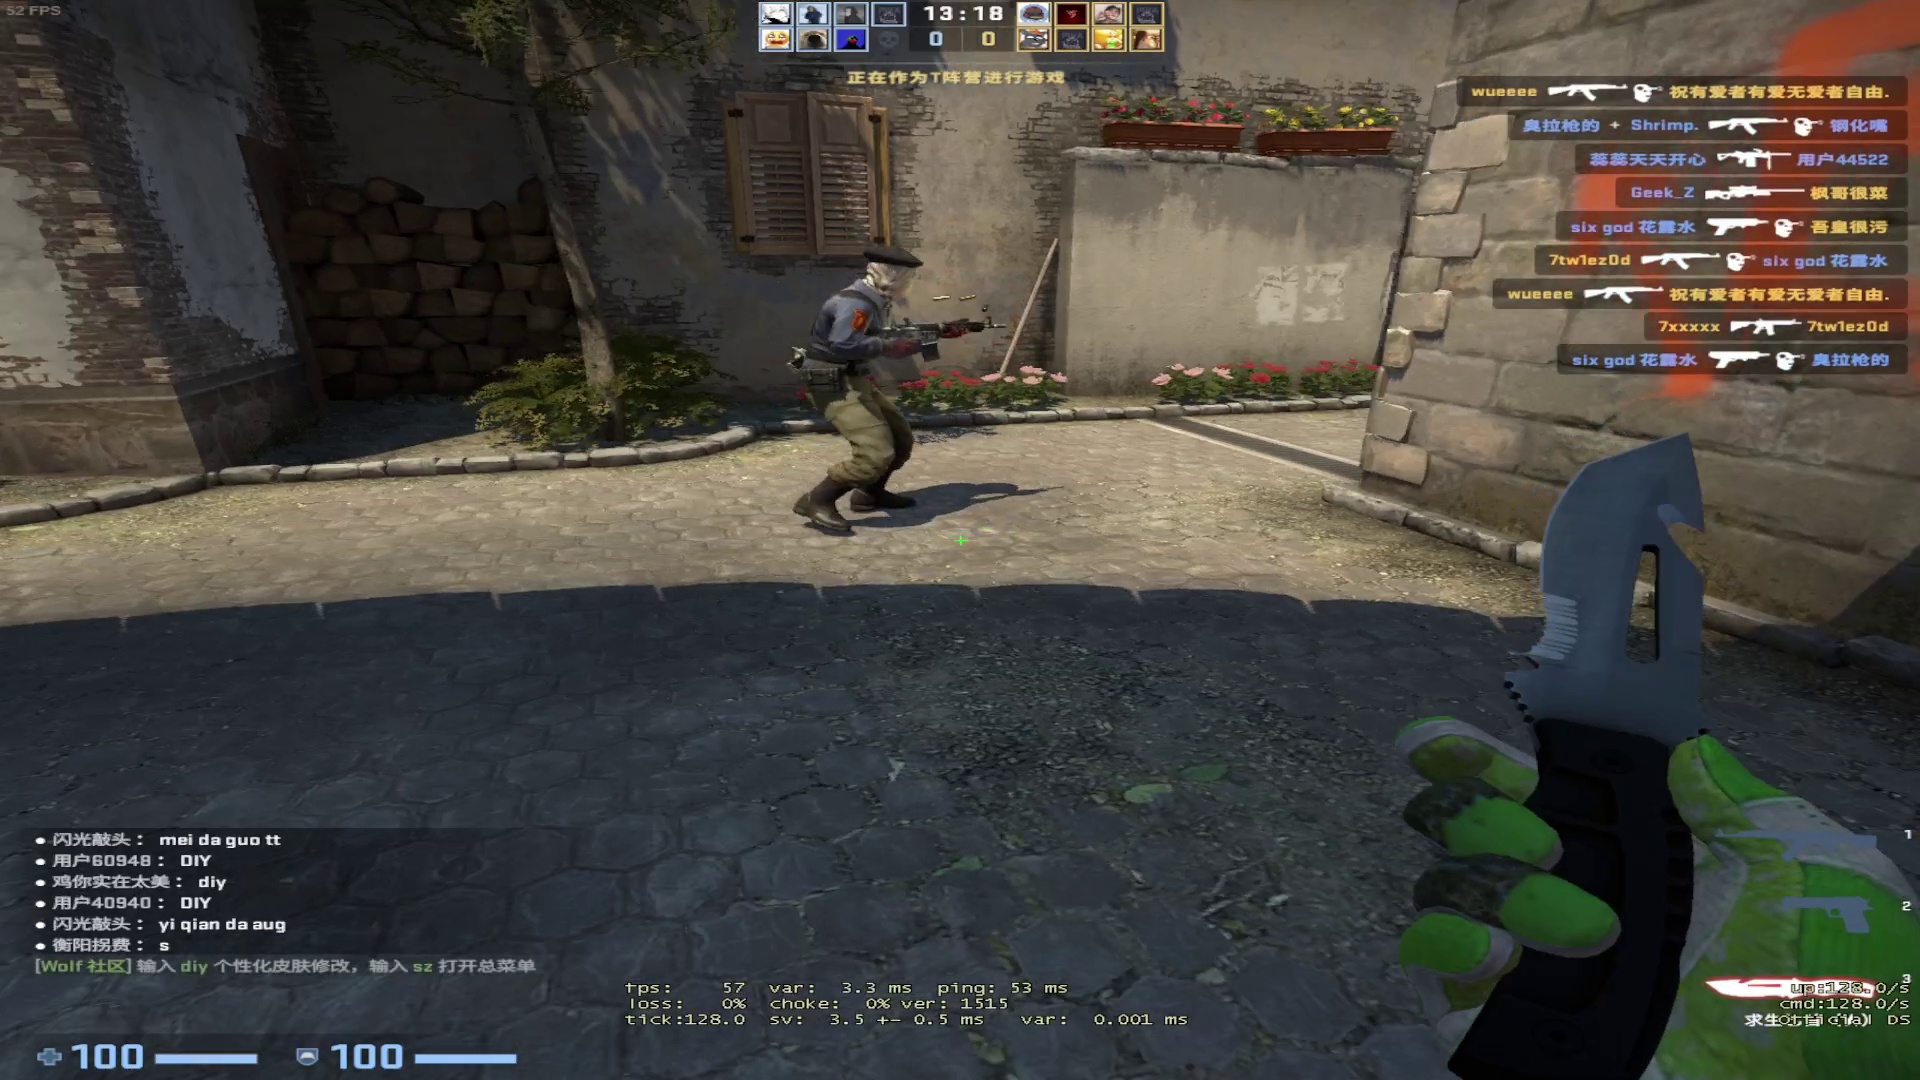 52 FPS
13:18
0 0
正在作为T阵营进行游戏
wueeee 祝有爱者有爱无爱者自由.
臭拉枪的 + Shrimp. 钢化嘴
蕊蕊天天开心 用户44522
Geek_Z 枫哥很菜
six god 花露水 吾皇很污
7tw1ez0d six god 花露水
wueeee 祝有爱者有爱无爱者自由.
7xxxxx 7tw1ez0d
six god 花露水 臭拉枪的
闪光敲头： mei da guo tt
用户60948： DIY
鸡你实在太美： diy
用户40940： DIY
闪光敲头： yi qian da aug
衡阳拐费： s
[Wolf 社区] 输入 diy 个性化皮肤修改，输入 sz 打开总菜单
fps: 57 var: 3.3 ms ping: 53 ms
loss: 0% choke: 0% ver: 1515
tick:128.0 sv: 3.5 +- 0.5 ms var: 0.001 ms
1
2
3
up:128.0/s
cmd:128.0/s
100 100